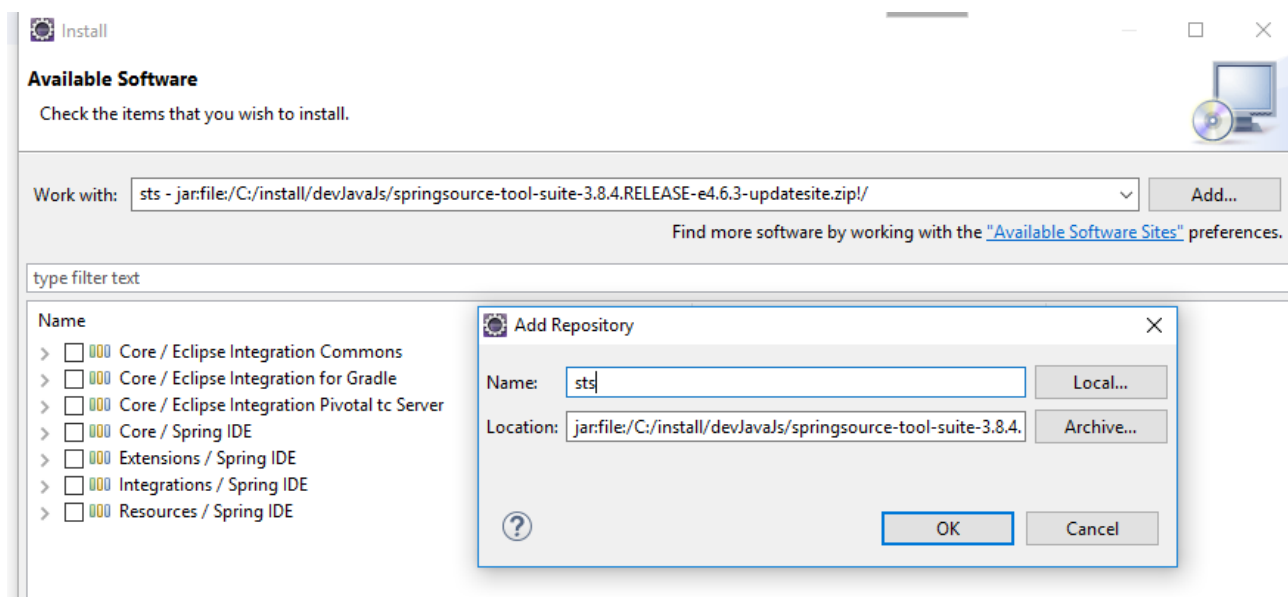 Install
Available Software
Check the items that you wish to install.
Work with: sts - jar:file:/C:/install/devJavaJs/springsource-tool-suite-3.8.4.RELEASE-e4.6.3-updatesite.zip!/ Add...
Find more software by working with the "Available Software Sites" preferences.
type filter text
Name
Core / Eclipse Integration Commons
Core / Eclipse Integration for Gradle
Core / Eclipse Integration Pivotal tc Server
Core / Spring IDE
Extensions / Spring IDE
Integrations / Spring IDE
Resources / Spring IDE
Add Repository
Name: sts Local...
Location: jar:file:/C:/install/devJavaJs/springsource-tool-suite-3.8.4. Archive...
? OK Cancel